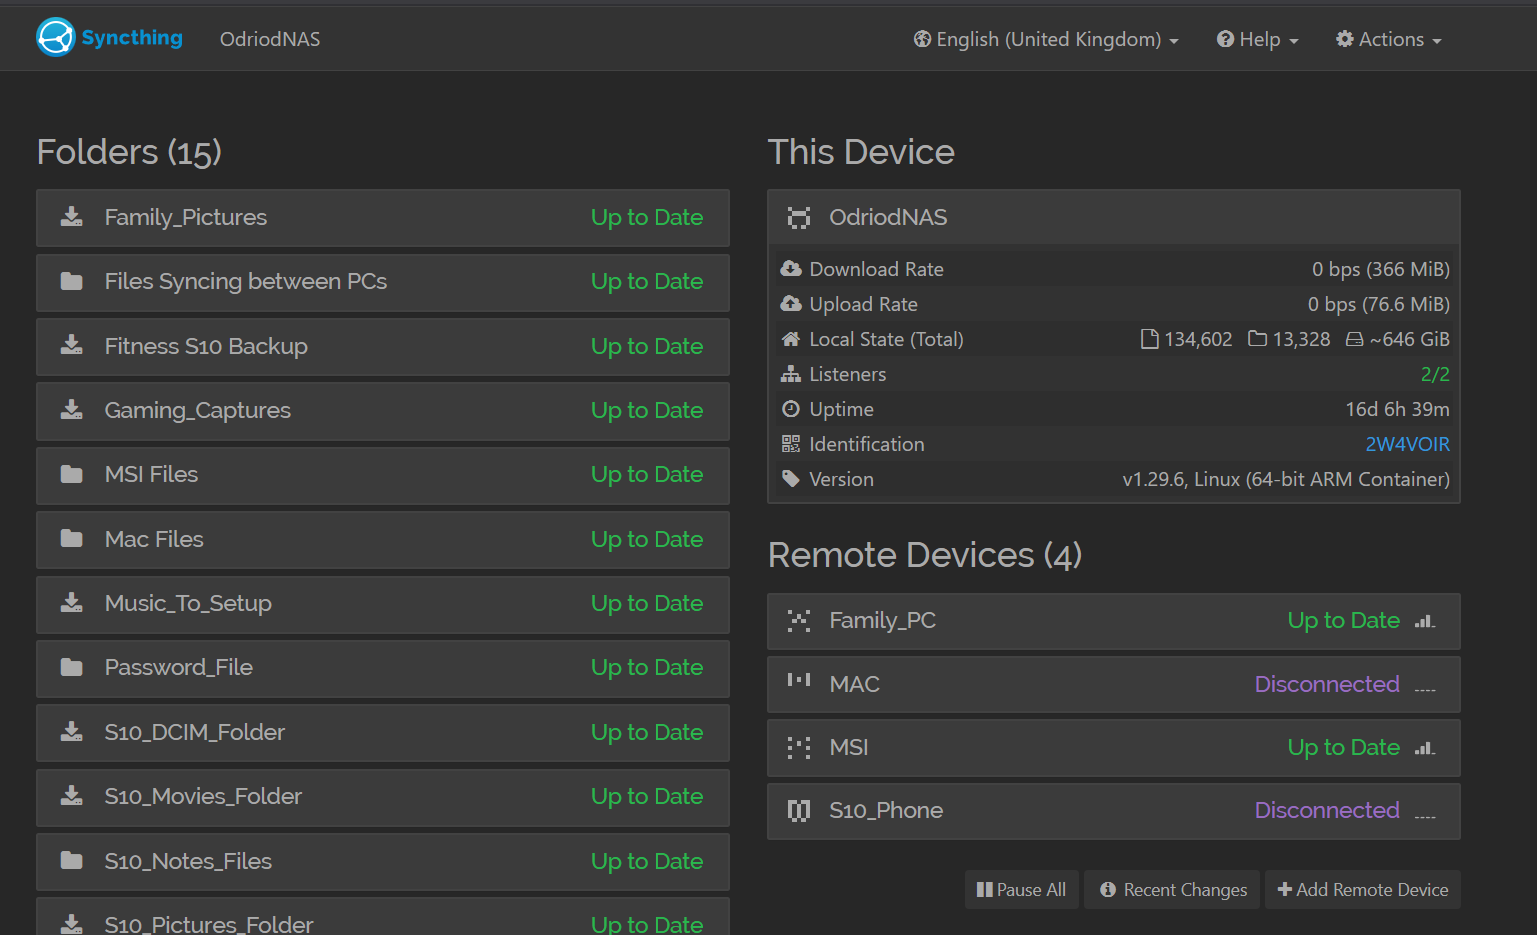 Syncthing OdriodNAS English (United Kingdom) Help Actions
Folders (15)
Family_Pictures Up to Date
Files Syncing between PCs Up to Date
Fitness S10 Backup Up to Date
Gaming_Captures Up to Date
MSI Files Up to Date
Mac Files Up to Date
Music_To_Setup Up to Date
Password_File Up to Date
S10_DCIM_Folder Up to Date
S10_Movies_Folder Up to Date
S10_Notes_Files Up to Date
S10_Pictures_Folder Up to Date
This Device
OdriodNAS
Download Rate 0 bps (366 MiB)
Upload Rate 0 bps (76.6 MiB)
Local State (Total) 134,602 13,328 ~646 GiB
Listeners 2/2
Uptime 16d 6h 39m
Identification 2W4VOIR
Version v1.29.6, Linux (64-bit ARM Container)
Remote Devices (4)
Family_PC Up to Date
MAC Disconnected
MSI Up to Date
S10_Phone Disconnected
Pause All Recent Changes Add Remote Device